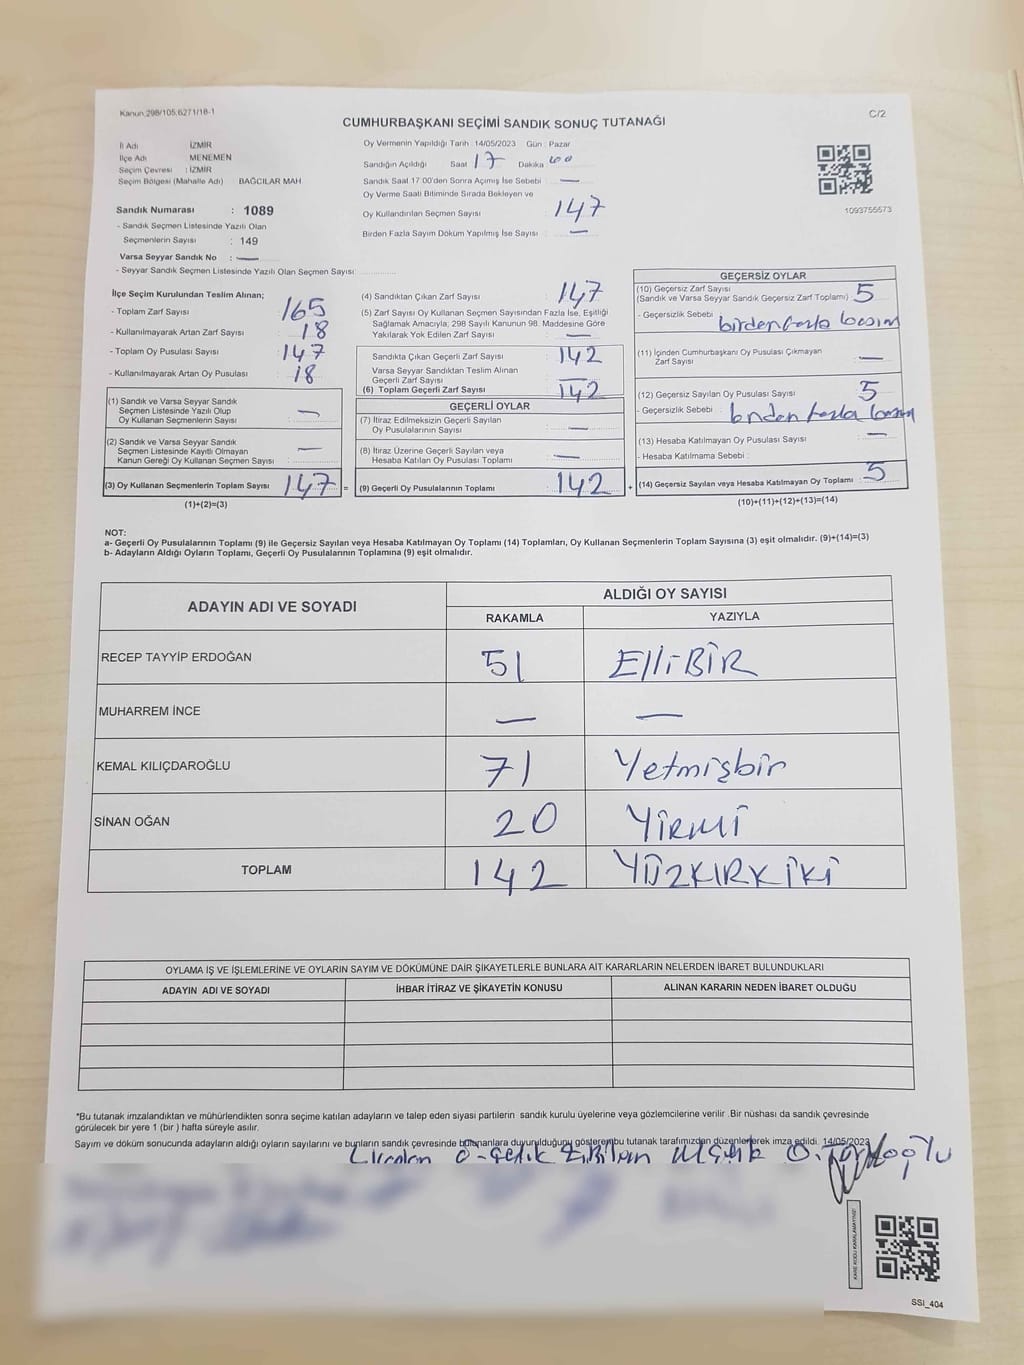 Kanun,298/105,6271/18-1
C/2
CUMHURBAŞKANI SEÇİMİ SANDIK SONUÇ TUTANAĞI
İl Adı İZMİR
İlçe Adı MENEMEN
Seçim Çevresi : İZMİR
Seçim Bölgesi (Mahalle Adı) BAĞCILAR MAH.
Sandık Numarası : 1089
- Sandık Seçmen Listesinde Yazılı Olan
Seçmenlerin Sayısı : 149
Varsa Seyyar Sandık No : —
- Seyyar Sandık Seçmen Listesinde Yazılı Olan Seçmen Sayısı
Oy Vermenin Yapıldığı Tarih : 14/05/2023 Gün : Pazar
Sandığın Açıldığı Saat 17 Dakika 00
Sandık Saat 17:00'den Sonra Açımış İse Sebebi : —
Oy Verme Saati Bitiminde Sırada Bekleyen ve
Oy Kullandırılan Seçmen Sayısı 147
Birden Fazla Sayım Döküm Yapılmış İse Sayısı : —
1093755573
İlçe Seçim Kurulundan Teslim Alınan;
- Toplam Zarf Sayısı : 165
- Kullanılmayarak Artan Zarf Sayısı : 18
- Toplam Oy Pusulası Sayısı : 147
- Kullanılmayarak Artan Oy Pusulası : 18
(1) Sandık ve Varsa Seyyar Sandık
Seçmen Listesinde Yazılı Olup
Oy Kullanan Seçmenlerin Sayısı : —
(2) Sandık ve Varsa Seyyar Sandık
Seçmen Listesinde Kayıtlı Olmayan
Kanun Gereği Oy Kullanan Seçmen Sayısı : —
(3) Oy Kullanan Seçmenlerin Toplam Sayısı : 147 =
(1)+(2)=(3)
(4) Sandıktan Çıkan Zarf Sayısı : 147
(5) Zarf Sayısı Oy Kullanan Seçmen Sayısından Fazla İse, Eşitliği
Sağlamak Amacıyla, 298 Sayılı Kanunun 98. Maddesine Göre
Yakılarak Yok Edilen Zarf Sayısı : —
Sandıkta Çıkan Geçerli Zarf Sayısı : 142
Varsa Seyyar Sandıktan Teslim Alınan
Geçerli Zarf Sayısı : —
(6) Toplam Geçerli Zarf Sayısı : 142
GEÇERLİ OYLAR
(7) İtiraz Edilmeksizin Geçerli Sayılan
Oy Pusulalarının Sayısı : —
(8) İtiraz Üzerine Geçerli Sayılan veya
Hesaba Katılan Oy Pusulası Toplamı : —
(9) Geçerli Oy Pusulalarının Toplamı : 142 +
GEÇERSİZ OYLAR
(10) Geçersiz Zarf Sayısı
(Sandık ve Varsa Seyyar Sandık Geçersiz Zarf Toplamı) : 5
- Geçersizlik Sebebi : birden fazla basım
(11) İçinden Cumhurbaşkanı Oy Pusulası Çıkmayan
Zarf Sayısı : —
(12) Geçersiz Sayılan Oy Pusulası Sayısı : 5
- Geçersizlik Sebebi : birden fazla basım
(13) Hesaba Katılmayan Oy Pusulası Sayısı : —
- Hesaba Katılmama Sebebi :
(14) Geçersiz Sayılan veya Hesaba Katılmayan Oy Toplamı : 5
(10)+(11)+(12)+(13)=(14)
NOT:
a- Geçerli Oy Pusulalarının Toplamı (9) ile Geçersiz Sayılan veya Hesaba Katılmayan Oy Toplamı (14) Toplamları, Oy Kullanan Seçmenlerin Toplam Sayısına (3) eşit olmalıdır. (9)+(14)=(3)
b- Adayların Aldığı Oyların Toplamı, Geçerli Oy Pusulalarının Toplamına (9) eşit olmalıdır.
ADAYIN ADI VE SOYADI ALDIĞI OY SAYISI
RAKAMLA YAZIYLA
RECEP TAYYİP ERDOĞAN 51 ElliBİR
MUHARREM İNCE — —
KEMAL KILIÇDAROĞLU 71 Yetmişbir
SİNAN OĞAN 20 YİRMİ
TOPLAM 142 YÜZKIRKİKİ
OYLAMA İŞ VE İŞLEMLERİNE VE OYLARIN SAYIM VE DÖKÜMÜNE DAİR ŞİKAYETLERLE BUNLARA AİT KARARLARIN NELERDEN İBARET BULUNDUKLARI
ADAYIN ADI VE SOYADI İHBAR İTİRAZ VE ŞİKAYETİN KONUSU ALINAN KARARIN NEDEN İBARET OLDUĞU
*Bu tutanak imzalandıktan ve mühürlendikten sonra seçime katılan adayların ve talep eden siyasi partilerin sandık kurulu üyelerine veya gözlemcilerine verilir .Bir nüshası da sandık çevresinde
görülecek bir yere 1 (bir ) hafta süreyle asılır.
Sayım ve döküm sonucunda adayların aldığı oyların sayılarını ve bunların sandık çevresinde bulunanlara duyurulduğunu gösteren bu tutanak tarafımızdan düzenlenerek imza edildi. 14/05/2023
KARE KODU KARALAMAYINIZ!
SSI_404